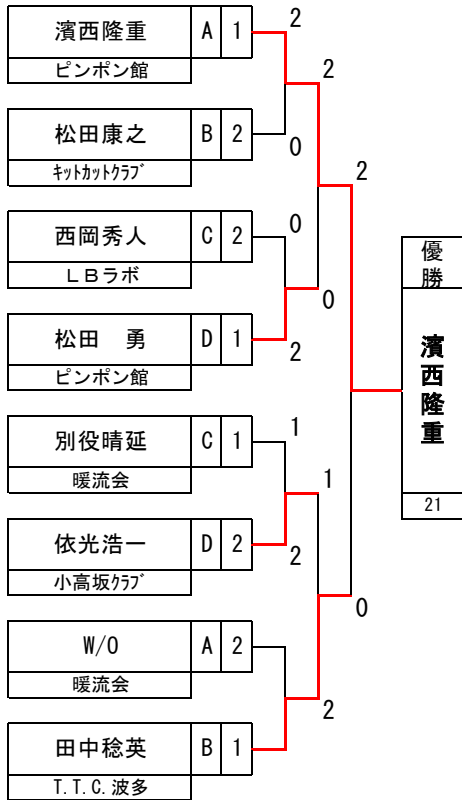 濱西隆重 A 1
ピンポン館
2
2
松田康之 B 2
ｷｯﾄｶｯﾄｸﾗﾌﾞ
0
2
西岡秀人 C 2
ＬＢラボ
0
0
松田　勇 D 1
ピンポン館
2
優勝
濱西隆重
21
別役晴延 C 1
暖流会
1
1
依光浩一 D 2
小高坂ｸﾗﾌﾞ
2
0
W/O A 2
暖流会
2
田中稔英 B 1
T.T.C.波多